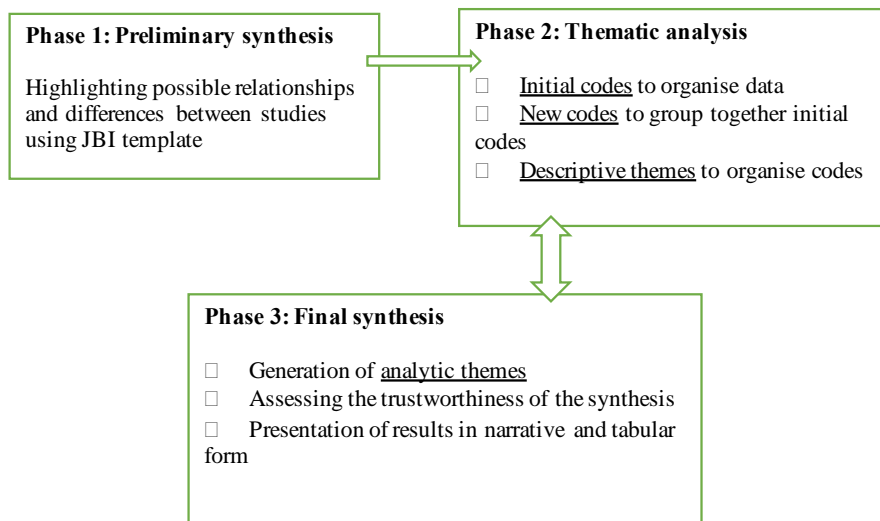 Phase 1: Preliminary synthesis
Highlighting possible relationships
and differences between studies
using JBI template
Phase 2: Thematic analysis
□ Initial codes to organise data
□ New codes to group together initial
codes
□ Descriptive themes to organise codes
Phase 3: Final synthesis
□ Generation of analytic themes
□ Assessing the trustworthiness of the synthesis
□ Presentation of results in narrative and tabular
form